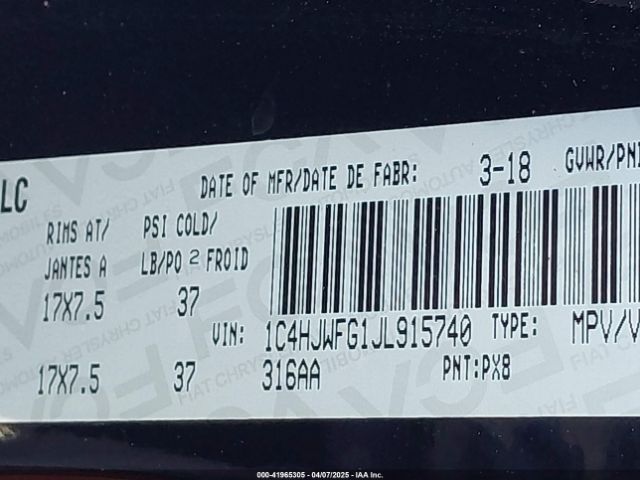 LC
DATE OF MFR/DATE DE FABR: 3-18 GVWR/PN
RIMS AT/ PSI COLD/
JANTES A LB/PO 2 FROID
17X7.5 37
VIN: 1C4HJWFG1JL915740 TYPE: MPV/V
17X7.5 37 316AA PNT:PX8
000-41965305 - 04/07/2025 - IAA Inc.